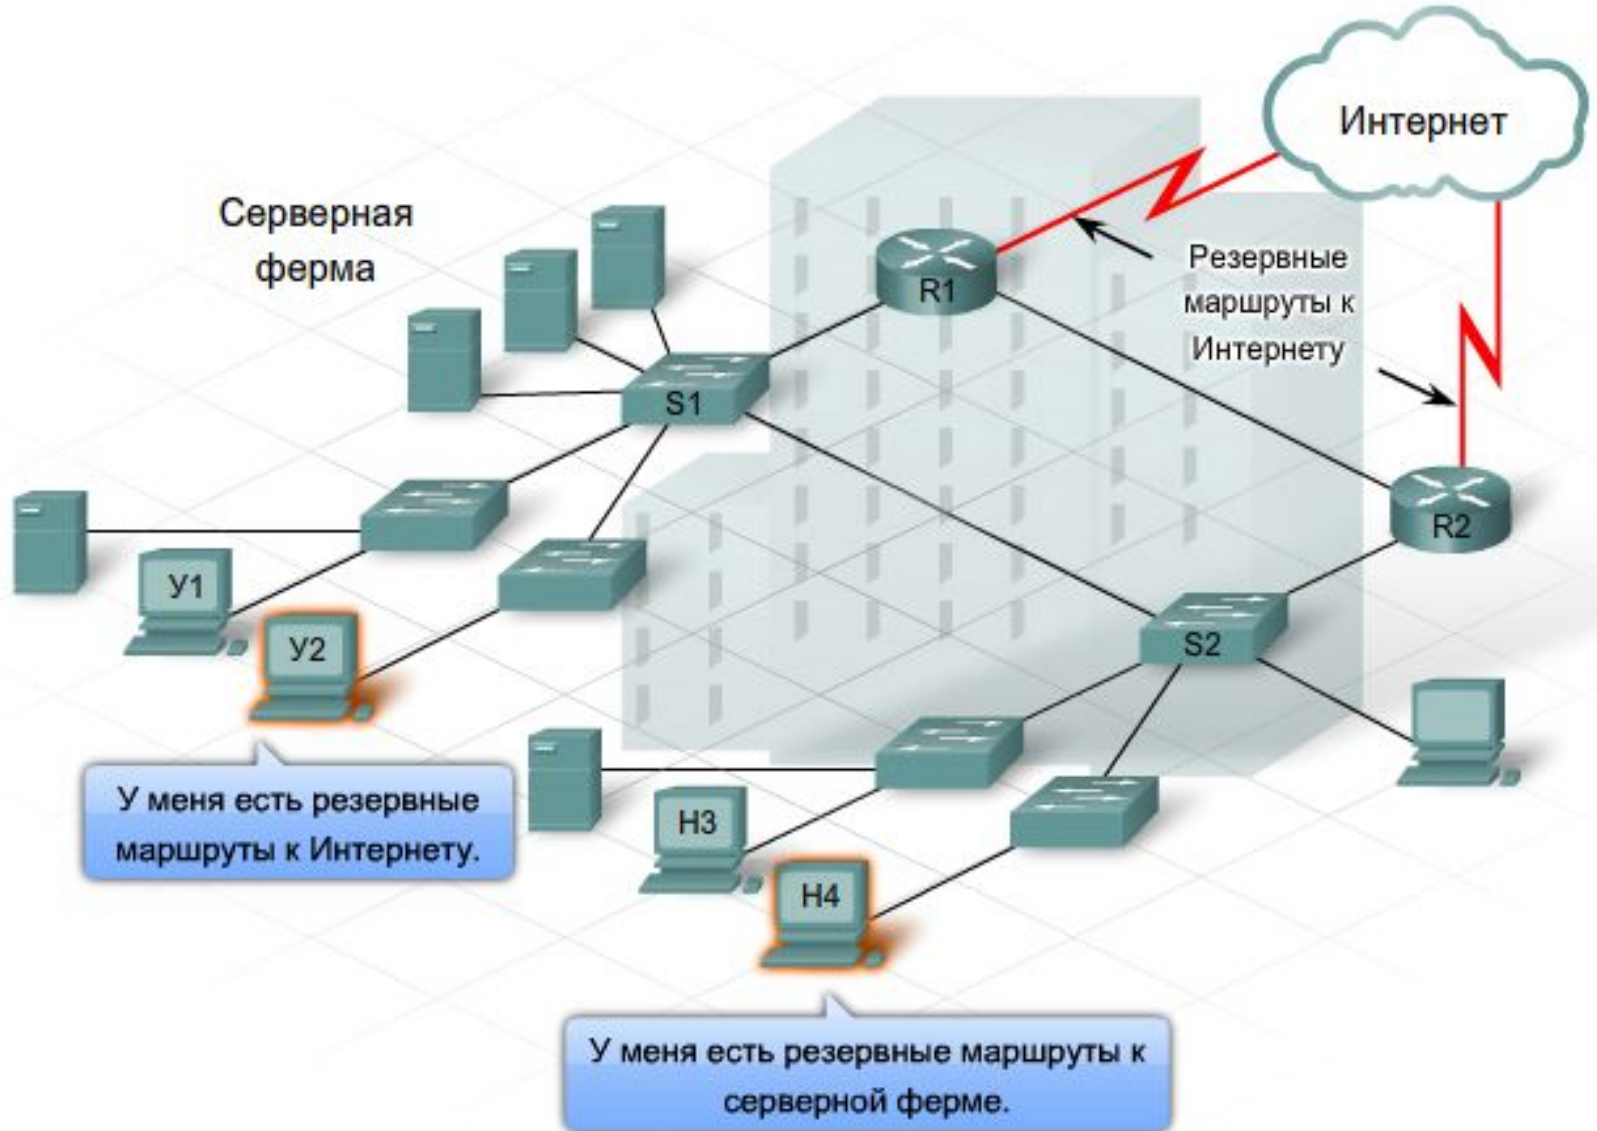 Интернет
Серверная
ферма
Резервные
маршруты к
Интернету
R1
S1
R2
У1
У2
S2
У меня есть резервные
маршруты к Интернету.
Н3
Н4
У меня есть резервные маршруты к
серверной ферме.